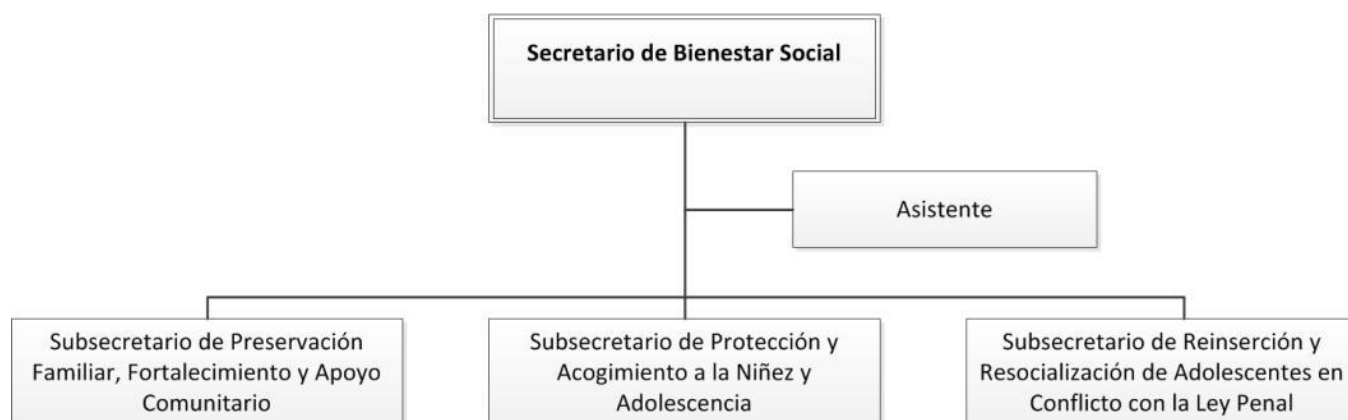 Secretario de Bienestar Social
Asistente
Subsecretario de Preservación
Familiar, Fortalecimiento y Apoyo
Comunitario
Subsecretario de Protección y
Acogimiento a la Niñez y
Adolescencia
Subsecretario de Reinserción y
Resocialización de Adolescentes en
Conflicto con la Ley Penal